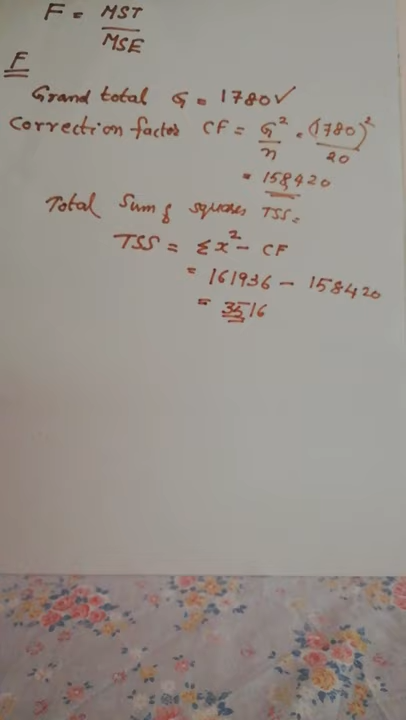 F = MST
MSE
F
Grand total G = 1780 ✓
Correction factor CF = G²/n = (1780)²/20
= 158420
Total Sum of squares TSS =
TSS = Σx² - CF
= 161936 - 158420
= 3516